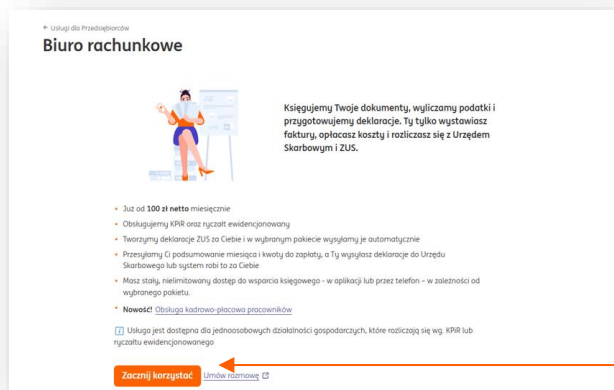 ← Usługi dla Przedsiębiorców
Biuro rachunkowe
Księgujemy Twoje dokumenty, wyliczamy podatki i
przygotowujemy deklaracje. Ty tylko wystawiasz
faktury, opłacasz koszty i rozliczasz się z Urzędem
Skarbowym i ZUS.
• Już od 100 zł netto miesięcznie
• Obsługujemy KPiR oraz ryczałt ewidencjonowany
• Tworzymy deklaracje ZUS za Ciebie i w wybranym pakiecie wysyłamy je automatycznie
• Przesyłamy Ci podsumowanie miesiąca i kwoty do zapłaty, a Ty wysyłasz deklaracje do Urzędu
Skarbowego lub system robi to za Ciebie
• Masz stały, nielimitowany dostęp do wsparcia księgowego - w aplikacji lub przez telefon – w zależności od
wybranego pakietu.
• Nowość! Obsługa kadrowo-płacowa pracowników
i Usługa jest dostępna dla jednoosobowych działalności gospodarczych, które rozliczają się wg. KPiR lub
ryczałtu ewidencjonowanego
Zacznij korzystać Umów rozmowę